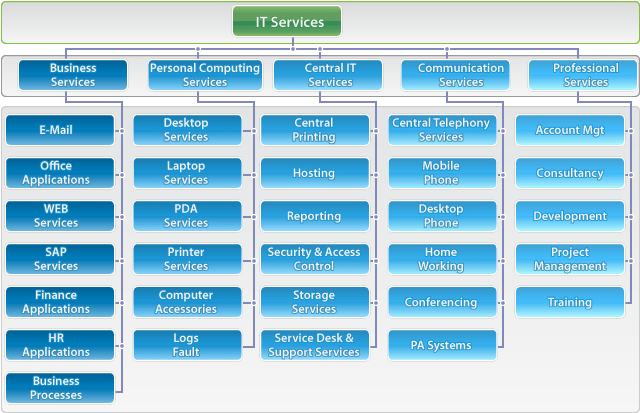 IT Services
Business
Services
Personal Computing
Services
Central IT
Services
Communication
Services
Professional
Services
E-Mail
Office
Applications
WEB
Services
SAP
Services
Finance
Applications
HR
Applications
Business
Processes
Desktop
Services
Laptop
Services
PDA
Services
Printer
Services
Computer
Accessories
Logs
Fault
Central
Printing
Hosting
Reporting
Security & Access
Control
Storage
Services
Service Desk &
Support Services
Central Telephony
Services
Mobile
Phone
Desktop
Phone
Home
Working
Conferencing
PA Systems
Account Mgt
Consultancy
Development
Project
Management
Training